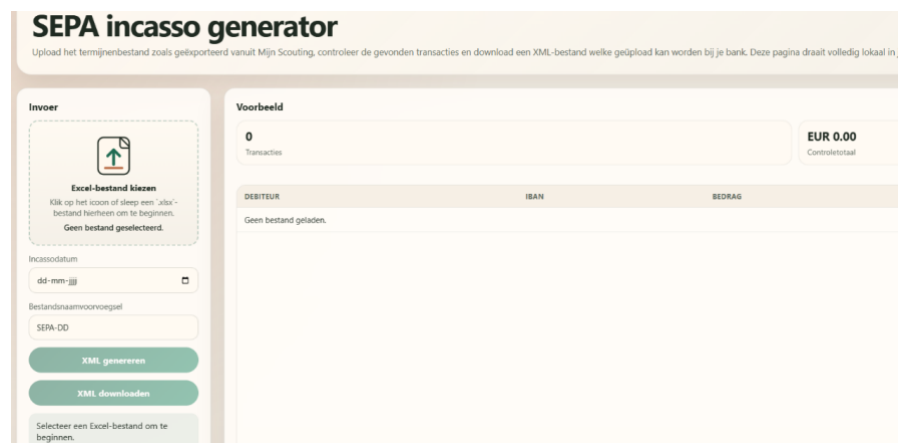 SEPA incasso generator
Upload het termijnenbestand zoals geëxporteerd vanuit Mijn Scouting, controleer de gevonden transacties en download een XML-bestand welke geüpload kan worden bij je bank. Deze pagina draait volledig lokaal in
Invoer
Excel-bestand kiezen
Klik op het icoon of sleep een `.xlsx`-
bestand hierheen om te beginnen.
Geen bestand geselecteerd.
Incassodatum
dd-mm-jjjj
Bestandsnaamvoorvoegsel
SEPA-DD
XML genereren
XML downloaden
Selecteer een Excel-bestand om te
beginnen.
Voorbeeld
0
Transacties
EUR 0.00
Controletotaal
DEBITEUR IBAN BEDRAG
Geen bestand geladen.